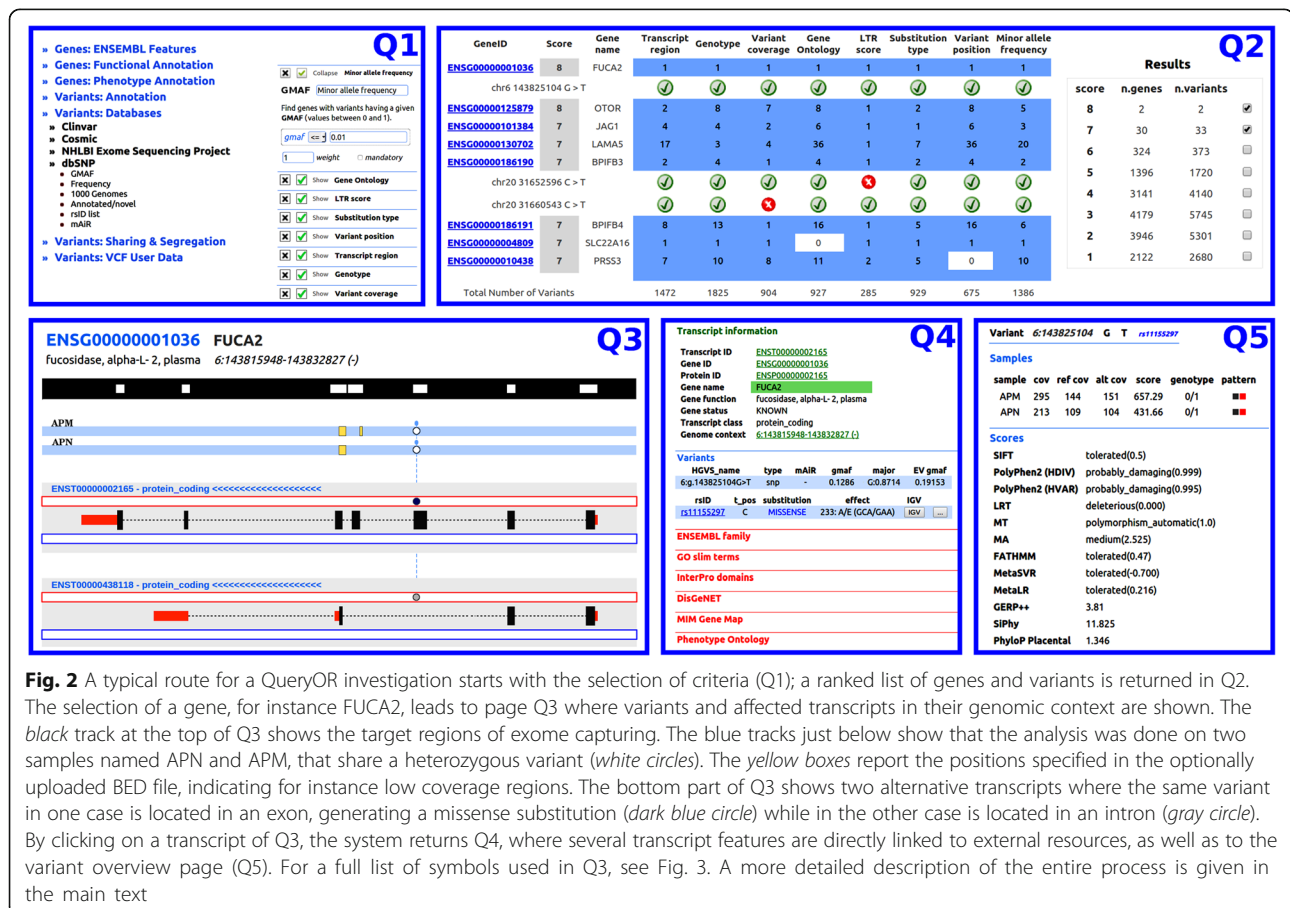 Q1
» Genes: ENSEMBL Features
» Genes: Functional Annotation
» Genes: Phenotype Annotation
» Variants: Annotation
» Variants: Databases
» Clinvar
» Cosmic
» NHLBI Exome Sequencing Project
» dbSNP
• GMAF
• Frequency
• 1000 Genomes
• Annotated/novel
• rsID list
• mAiR
» Variants: Sharing & Segregation
» Variants: VCF User Data
Collapse Minor allele frequency
GMAF Minor allele frequency
Find genes with variants having a given
GMAF (values between 0 and 1).
gmaf <= 0.01
1 weight mandatory
Show Gene Ontology
Show LTR score
Show Substitution type
Show Variant position
Show Transcript region
Show Genotype
Show Variant coverage
Q2
GeneID Score Gene name Transcript region Genotype Variant coverage Gene Ontology LTR score Substitution type Variant position Minor allele frequency
ENSG00000001036 8 FUCA2 1 1 1 1 1 1 1 1
chr6 143825104 G > T
ENSG00000125879 8 OTOR 2 8 7 8 1 2 8 5
ENSG00000101384 7 JAG1 4 4 2 6 1 1 6 3
ENSG00000130702 7 LAMA5 17 3 4 36 1 7 36 20
ENSG00000186190 7 BPIFB3 2 4 1 4 1 2 4 2
chr20 31652596 C > T
chr20 31660543 C > T
ENSG00000186191 7 BPIFB4 8 13 1 16 1 5 16 6
ENSG00000004809 7 SLC22A16 1 1 1 0 1 1 1 1
ENSG00000010438 7 PRSS3 7 10 8 11 2 5 0 10
Total Number of Variants 1472 1825 904 927 285 929 675 1386
Results
score n.genes n.variants
8 2 2
7 30 33
6 324 373
5 1396 1720
4 3141 4140
3 4179 5745
2 3946 5301
1 2122 2680
Q3
ENSG00000001036 FUCA2
fucosidase, alpha-L- 2, plasma 6:143815948-143832827 (-)
APM
APN
ENST00000002165 - protein_coding <<<<<<<<<<<<<<<<<<<<
ENST00000438118 - protein_coding <<<<<<<<<<<<<<<<<<<<
Q4
Transcript information
Transcript ID ENST00000002165
Gene ID ENSG00000001036
Protein ID ENSP00000002165
Gene name FUCA2
Gene function fucosidase, alpha-L- 2, plasma
Gene status KNOWN
Transcript class protein_coding
Genome context 6:143815948-143832827 (-)
Variants
HGVS_name type mAiR gmaf major EV gmaf
6:g.143825104G>T snp - 0.1286 G:0.8714 0.19153
rsID t_pos substitution effect IGV
rs11155297 C MISSENSE 233: A/E (GCA/GAA) IGV ...
ENSEMBL family
GO slim terms
InterPro domains
DisGeNET
MIM Gene Map
Phenotype Ontology
Q5
Variant 6:143825104 G T rs11155297
Samples
sample cov ref cov alt cov score genotype pattern
APM 295 144 151 657.29 0/1
APN 213 109 104 431.66 0/1
Scores
SIFT tolerated(0.5)
PolyPhen2 (HDIV) probably_damaging(0.999)
PolyPhen2 (HVAR) probably_damaging(0.995)
LRT deleterious(0.000)
MT polymorphism_automatic(1.0)
MA medium(2.525)
FATHMM tolerated(0.47)
MetaSVR tolerated(-0.700)
MetaLR tolerated(0.216)
GERP++ 3.81
SiPhy 11.825
PhyloP Placental 1.346
Fig. 2 A typical route for a QueryOR investigation starts with the selection of criteria (Q1); a ranked list of genes and variants is returned in Q2.
The selection of a gene, for instance FUCA2, leads to page Q3 where variants and affected transcripts in their genomic context are shown. The
black track at the top of Q3 shows the target regions of exome capturing. The blue tracks just below show that the analysis was done on two
samples named APN and APM, that share a heterozygous variant (white circles). The yellow boxes report the positions specified in the optionally
uploaded BED file, indicating for instance low coverage regions. The bottom part of Q3 shows two alternative transcripts where the same variant
in one case is located in an exon, generating a missense substitution (dark blue circle) while in the other case is located in an intron (gray circle).
By clicking on a transcript of Q3, the system returns Q4, where several transcript features are directly linked to external resources, as well as to the
variant overview page (Q5). For a full list of symbols used in Q3, see Fig. 3. A more detailed description of the entire process is given in
the main text